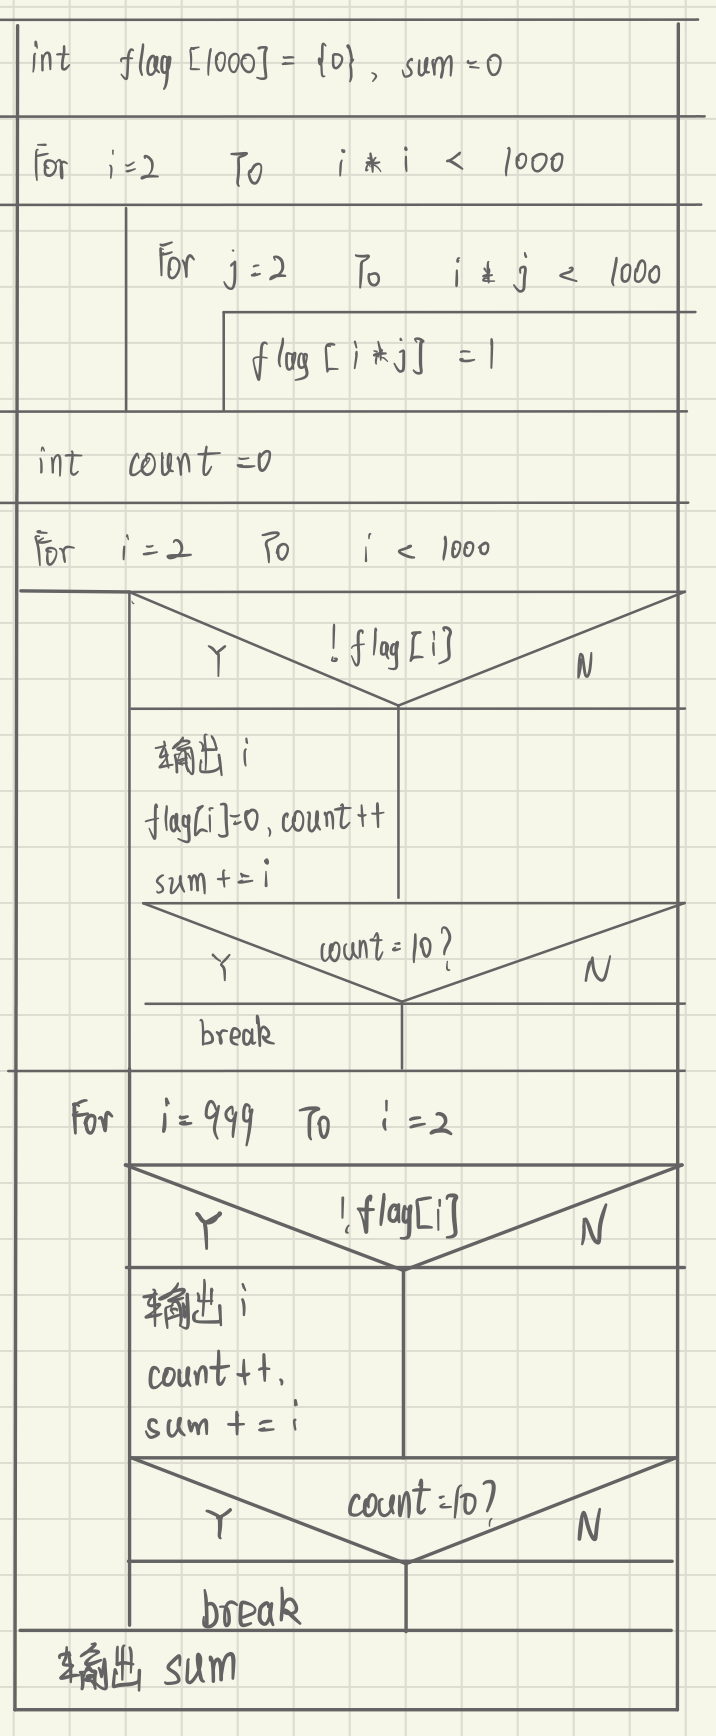 int flag [1000] = {0}, sum=0
For i=2 To i * i < 1000
For j=2 To i * j < 1000
flag [i*j] =1
int count =0
For i=2 To i < 1000
! flag[i]
Y N
输出 i
flag[i]=0, count++
sum += i
count=10?
Y N
break
For i=999 To i=2
!flag[i]
Y N
输出 i
count++,
sum += i
count=10?
Y N
break
输出 sum